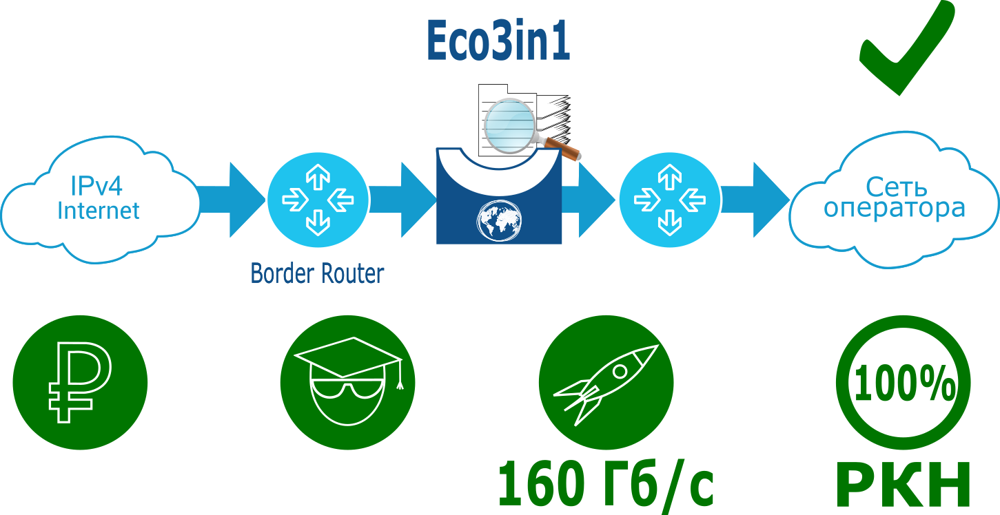 Eco3in1
IPv4
Internet
Сеть
оператора
Border Router
100%
160 Гб/с
РКН